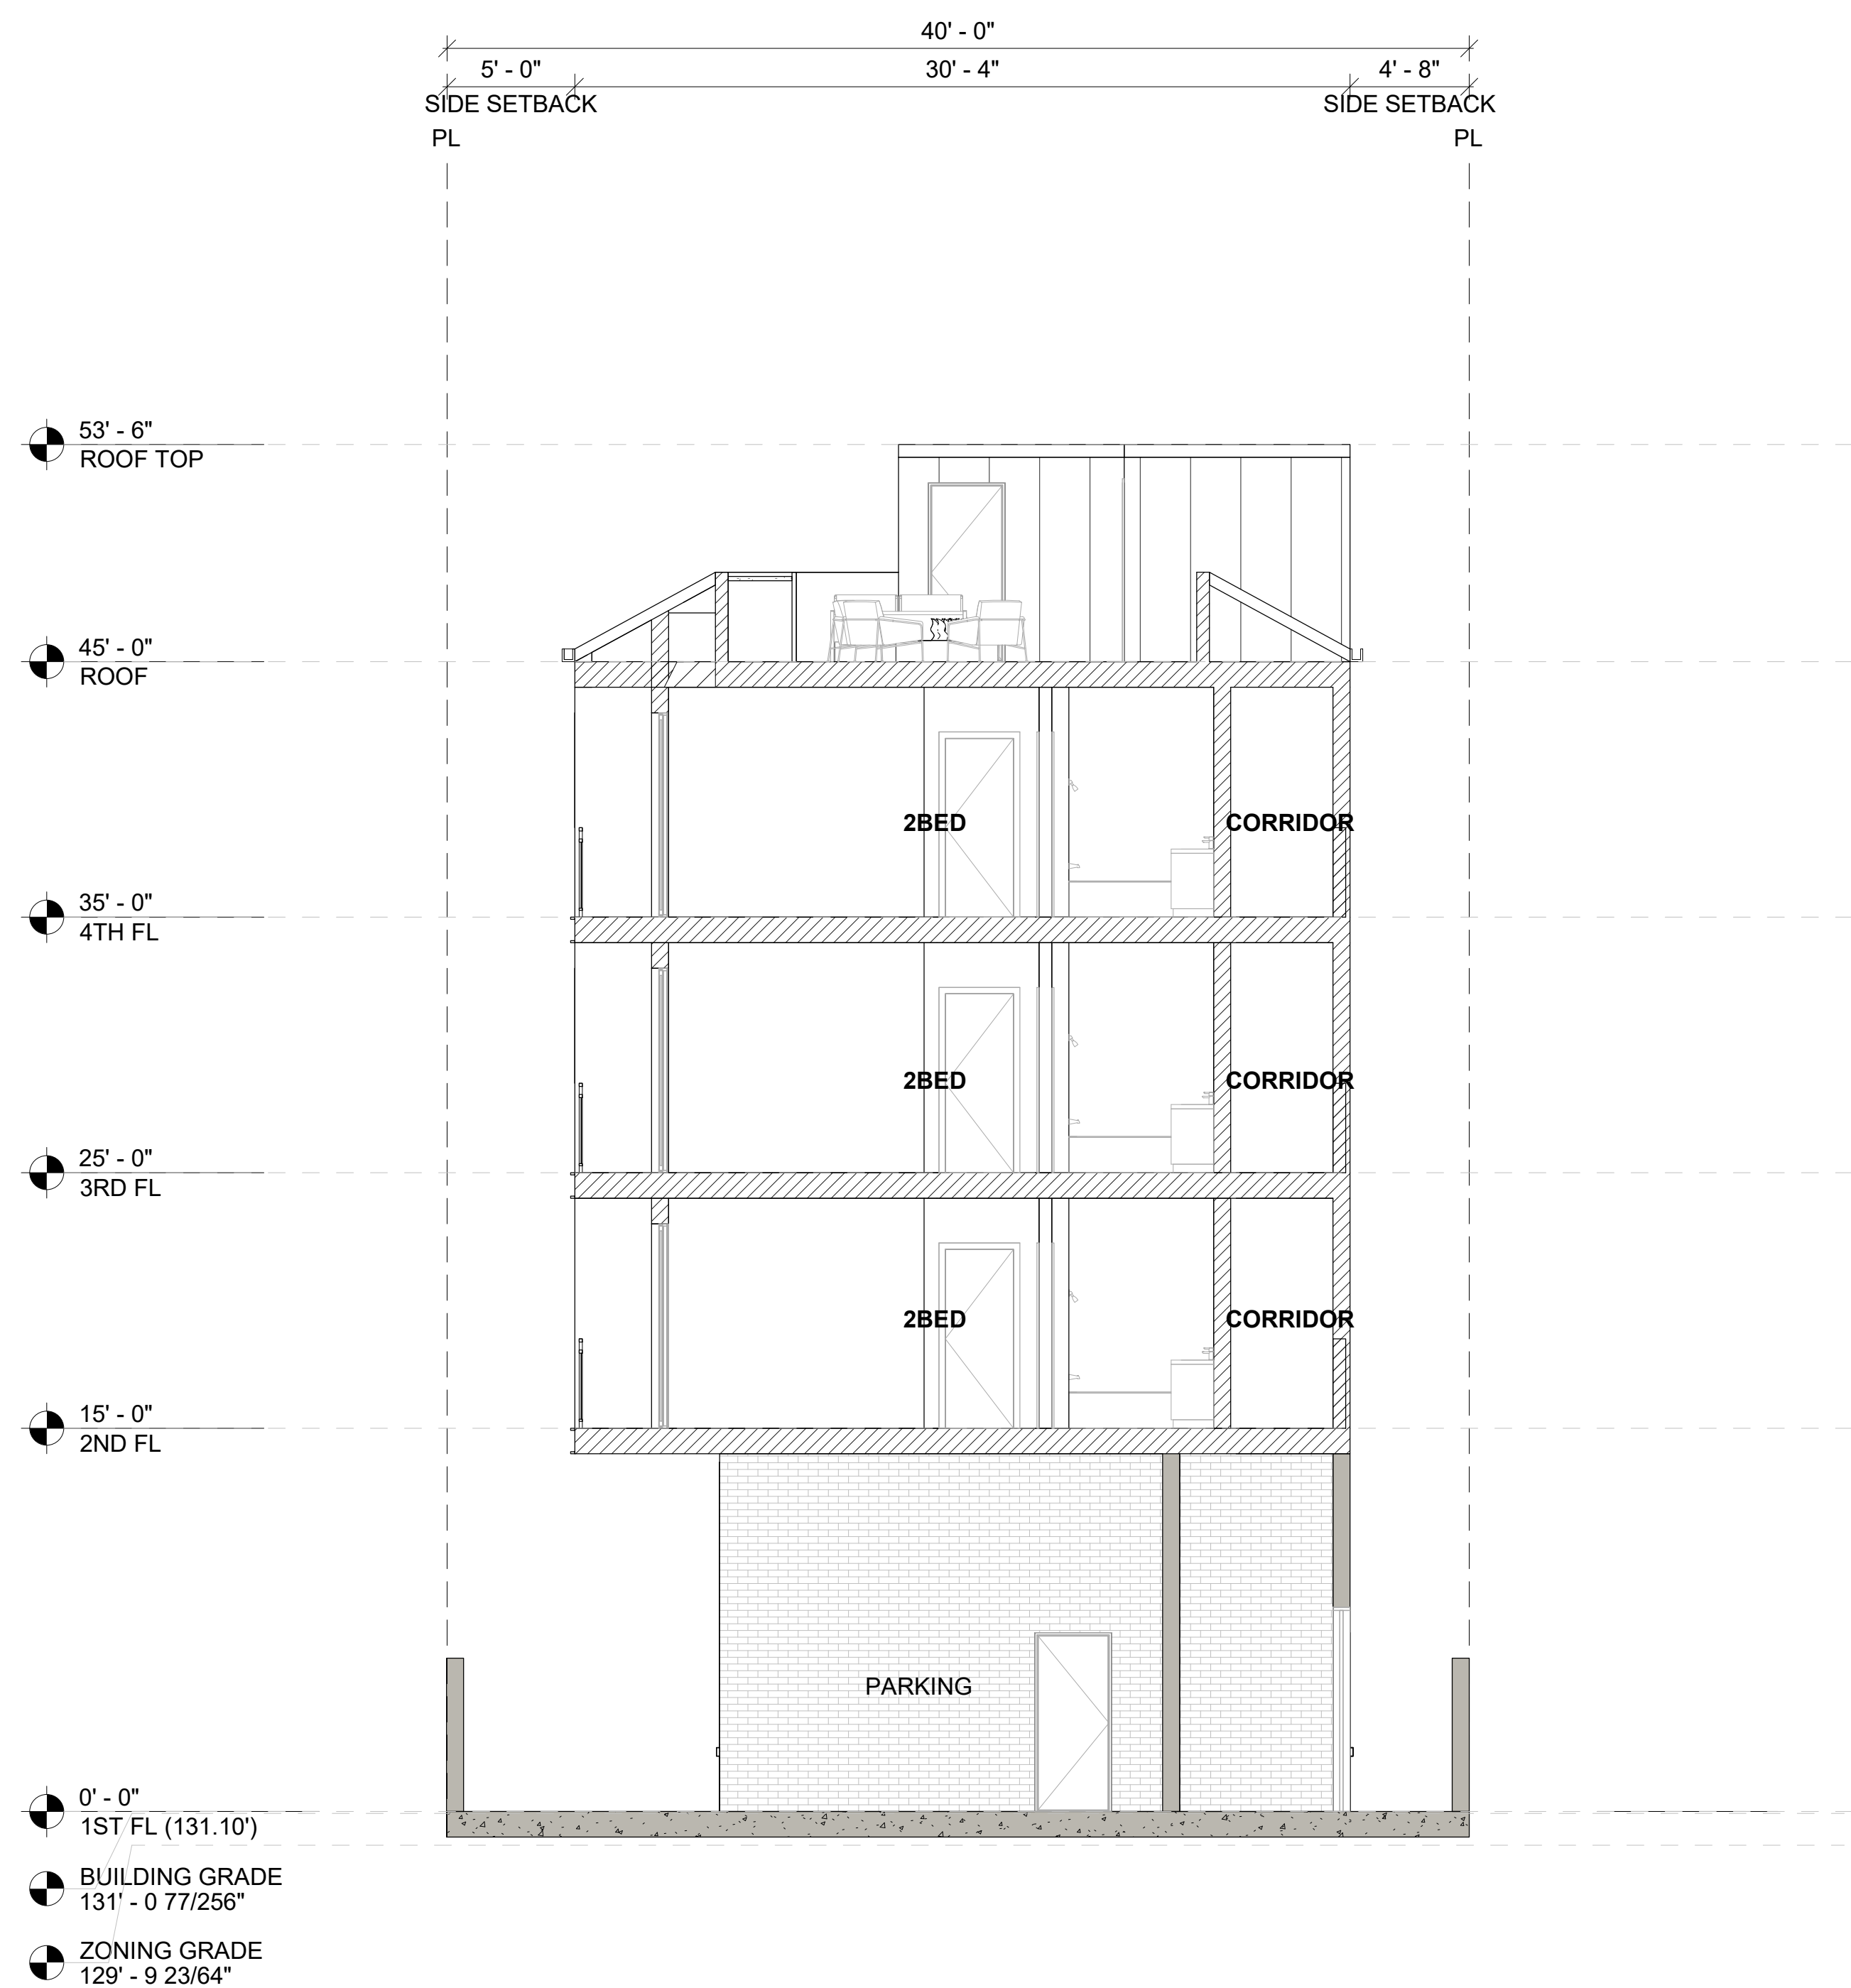 40' - 0"
5' - 0"
30' - 4"
4' - 8"
SIDE SETBACK
SIDE SETBACK
PL
PL
53' - 6"
ROOF TOP
45' - 0"
ROOF
2BED
CORRIDOR
35' - 0"
4TH FL
2BED
CORRIDOR
25' - 0"
3RD FL
2BED
CORRIDOR
15' - 0"
2ND FL
PARKING
0' - 0"
1ST FL (131.10')
BUILDING GRADE
131' - 0 77/256"
ZONING GRADE
129' - 9 23/64"